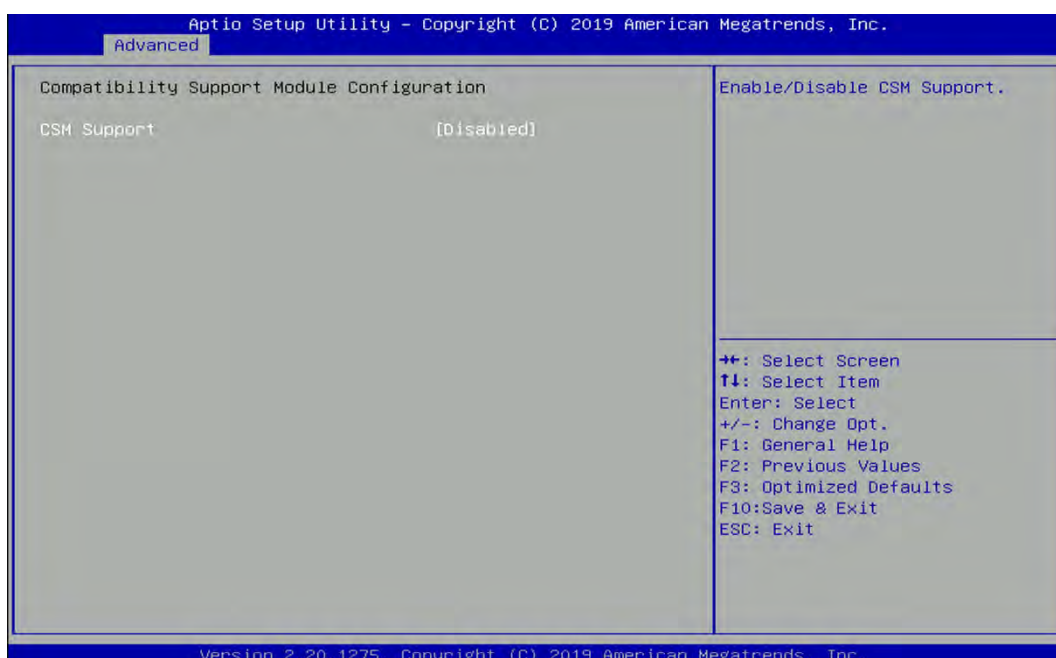 Aptio Setup Utility – Copyright (C) 2019 American Megatrends, Inc.
Advanced
Compatibility Support Module Configuration
CSM Support [Disabled]
Enable/Disable CSM Support.
→←: Select Screen
↑↓: Select Item
Enter: Select
+/-: Change Opt.
F1: General Help
F2: Previous Values
F3: Optimized Defaults
F10:Save & Exit
ESC: Exit
Version 2.20.1275. Copyright (C) 2019 American Megatrends, Inc.